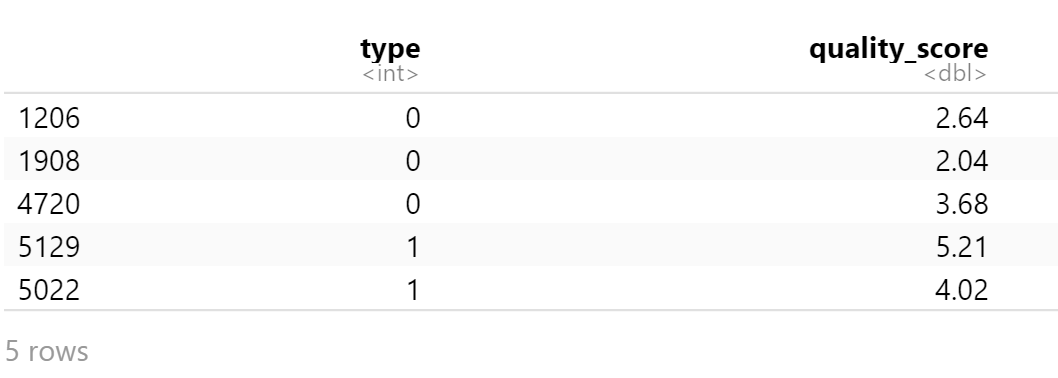 type quality_score
<int> <dbl>
1206 0 2.64
1908 0 2.04
4720 0 3.68
5129 1 5.21
5022 1 4.02
5 rows